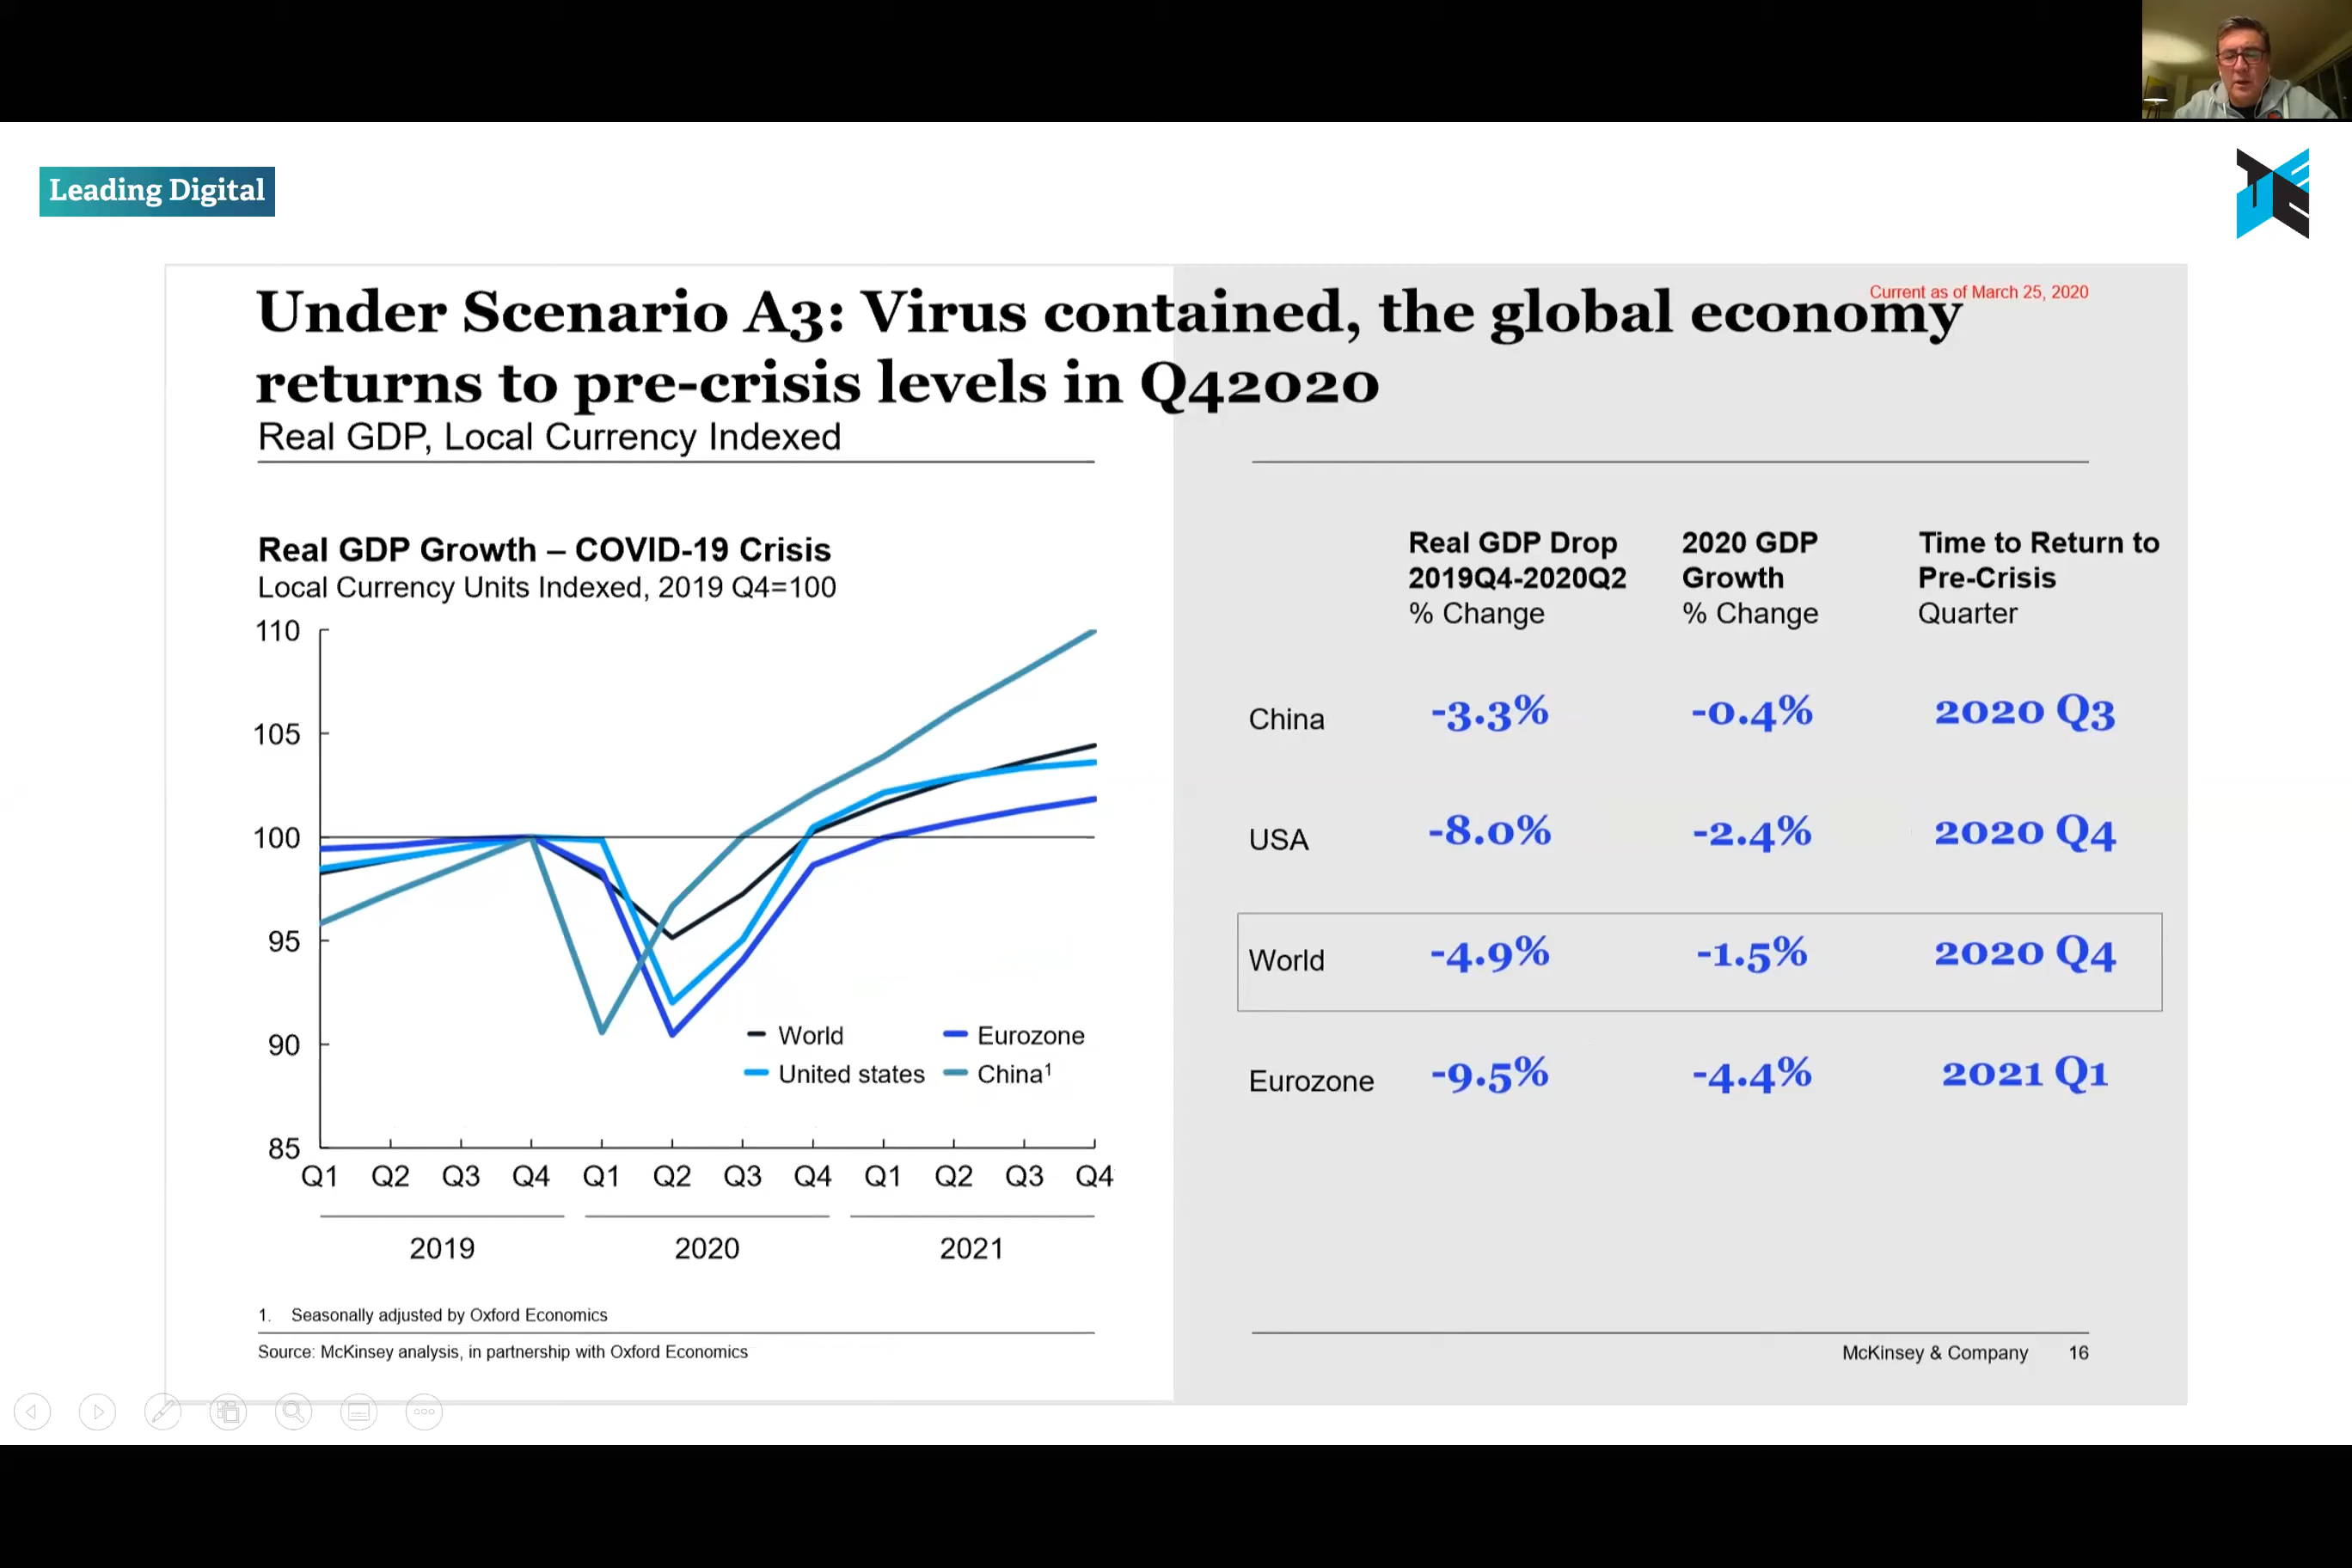 Leading Digital
Current as of March 25, 2020
Under Scenario A3: Virus contained, the global economy
returns to pre-crisis levels in Q42020
Real GDP, Local Currency Indexed
Real GDP Growth – COVID-19 Crisis
Local Currency Units Indexed, 2019 Q4=100
110
105
100
95
90
85
World
Eurozone
United states
China¹
Q1 Q2 Q3 Q4 Q1 Q2 Q3 Q4 Q1 Q2 Q3 Q4
2019 2020 2021
1. Seasonally adjusted by Oxford Economics
Source: McKinsey analysis, in partnership with Oxford Economics
Real GDP Drop
2019Q4-2020Q2
% Change
2020 GDP
Growth
% Change
Time to Return to
Pre-Crisis
Quarter
China -3.3% -0.4% 2020 Q3
USA -8.0% -2.4% 2020 Q4
World -4.9% -1.5% 2020 Q4
Eurozone -9.5% -4.4% 2021 Q1
McKinsey & Company 16